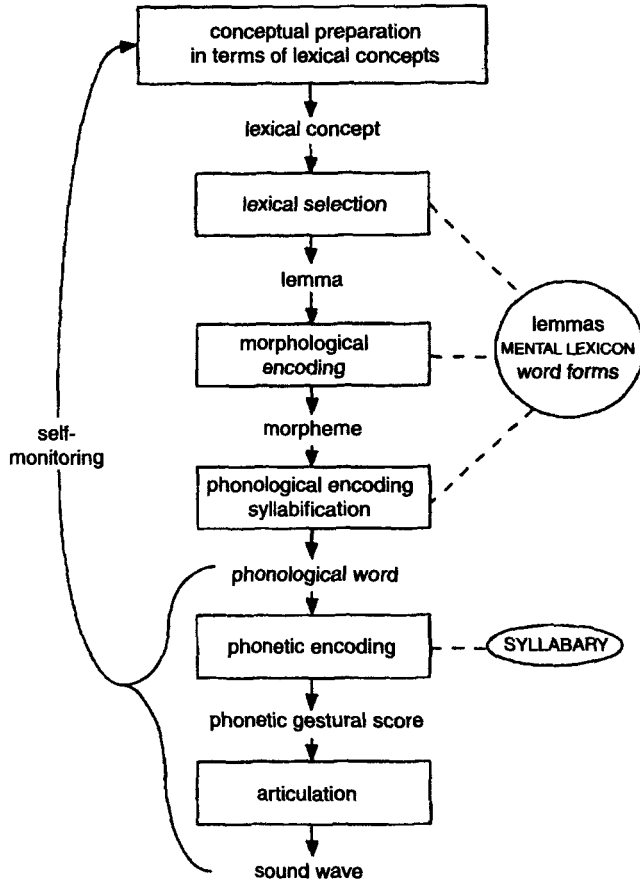 conceptual preparation
in terms of lexical concepts
lexical concept
lexical selection
lemma
morphological
encoding
morpheme
phonological encoding
syllabification
phonological word
phonetic encoding
phonetic gestural score
articulation
sound wave
lemmas
MENTAL LEXICON
word forms
SYLLABARY
self-
monitoring